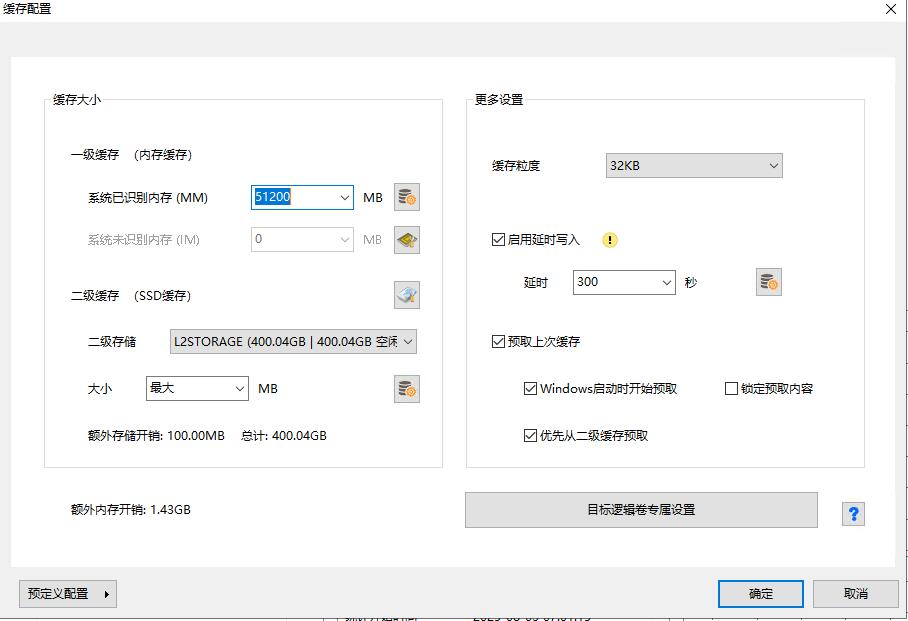 缓存配置
缓存大小
一级缓存 (内存缓存)
系统已识别内存 (MM) 51200 MB
系统未识别内存 (IM) 0 MB
二级缓存 (SSD缓存)
二级存储 L2STORAGE (400.04GB | 400.04GB 空闲
大小 最大 MB
额外存储开销: 100.00MB 总计: 400.04GB
额外内存开销: 1.43GB
更多设置
缓存粒度 32KB
启用延时写入
延时 300 秒
预取上次缓存
Windows启动时开始预取 锁定预取内容
优先从二级缓存预取
目标逻辑卷专属设置 ?
预定义配置 确定 取消